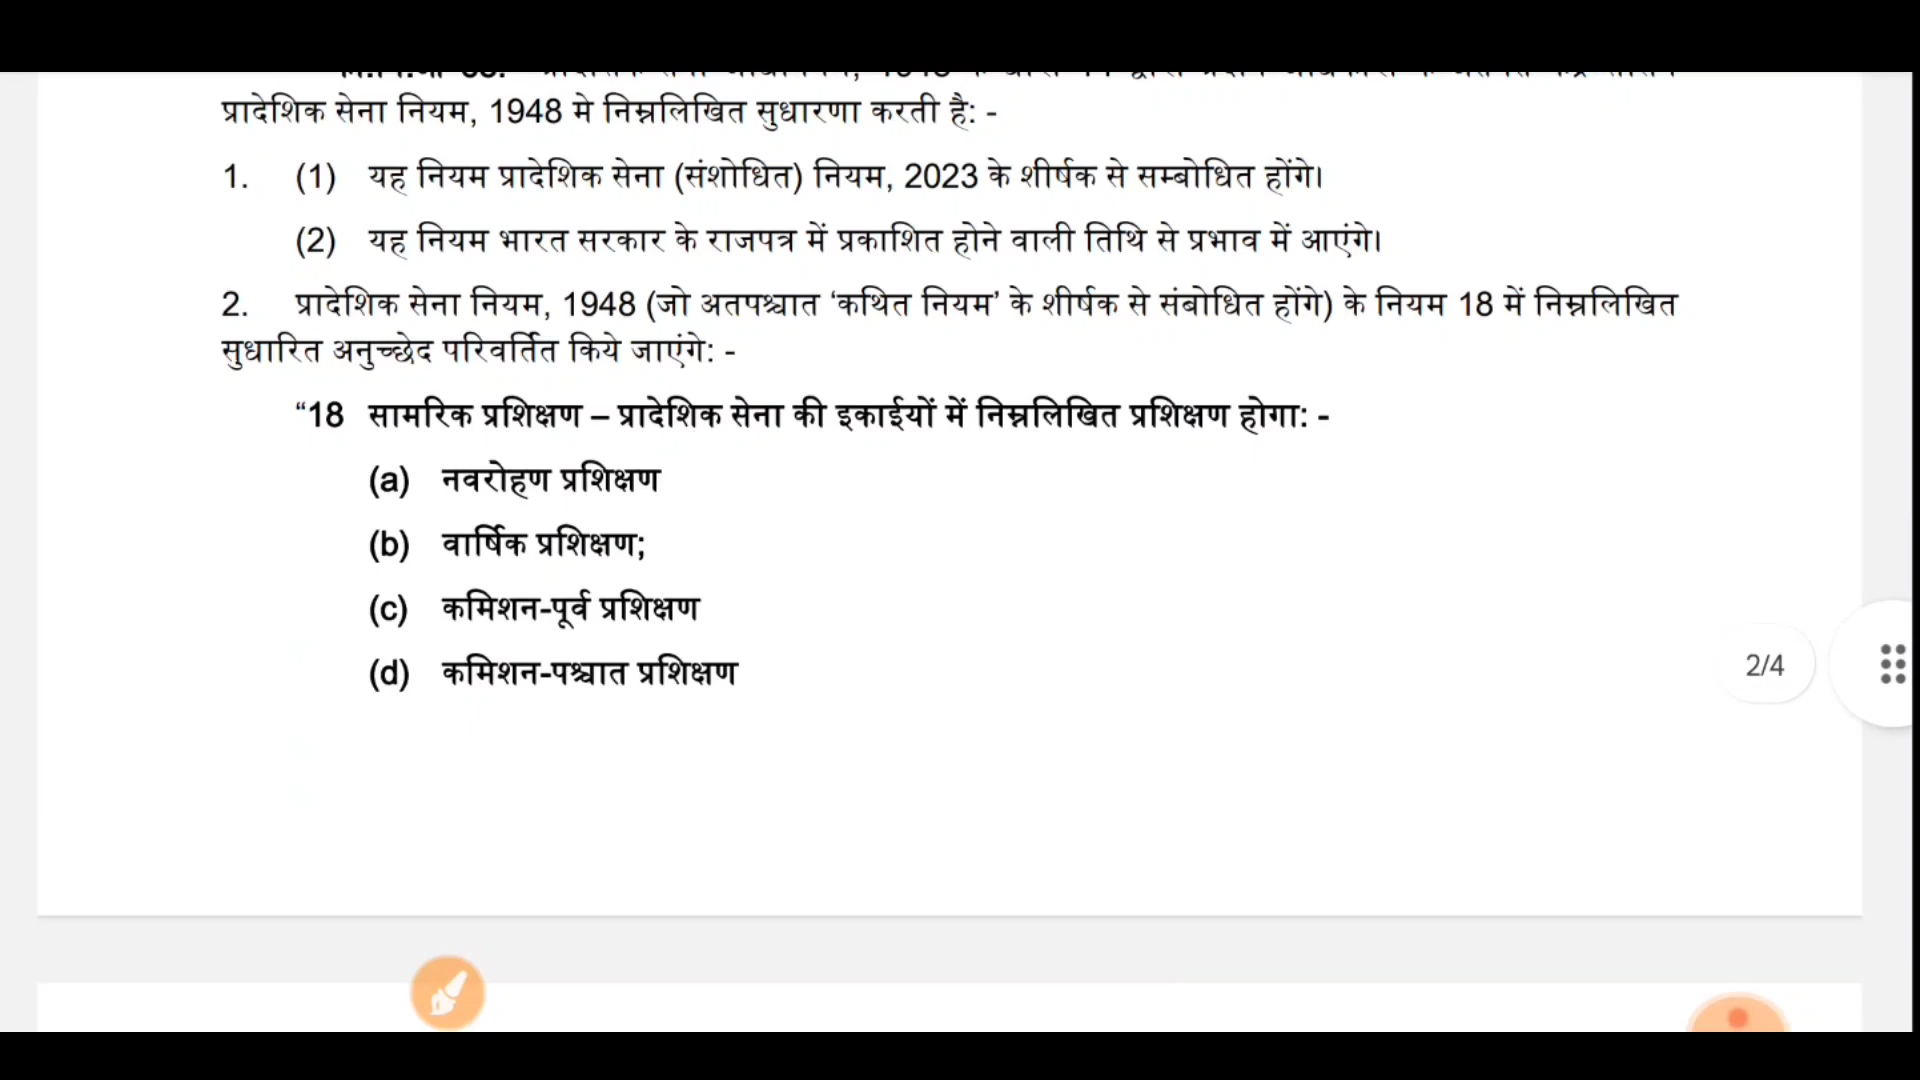 प्रादेशिक सेना नियम, 1948 मे निम्नलिखित सुधारणा करती है: -
1. (1) यह नियम प्रादेशिक सेना (संशोधित) नियम, 2023 के शीर्षक से सम्बोधित होंगे।
(2) यह नियम भारत सरकार के राजपत्र में प्रकाशित होने वाली तिथि से प्रभाव में आएंगे।
2. प्रादेशिक सेना नियम, 1948 (जो अतपश्चात ‘कथित नियम’ के शीर्षक से संबोधित होंगे) के नियम 18 में निम्नलिखित
सुधारित अनुच्छेद परिवर्तित किये जाएंगे: -
“18 सामरिक प्रशिक्षण – प्रादेशिक सेना की इकाईयों में निम्नलिखित प्रशिक्षण होगा: -
(a) नवरोहण प्रशिक्षण
(b) वार्षिक प्रशिक्षण;
(c) कमिशन-पूर्व प्रशिक्षण
(d) कमिशन-पश्चात प्रशिक्षण
2/4